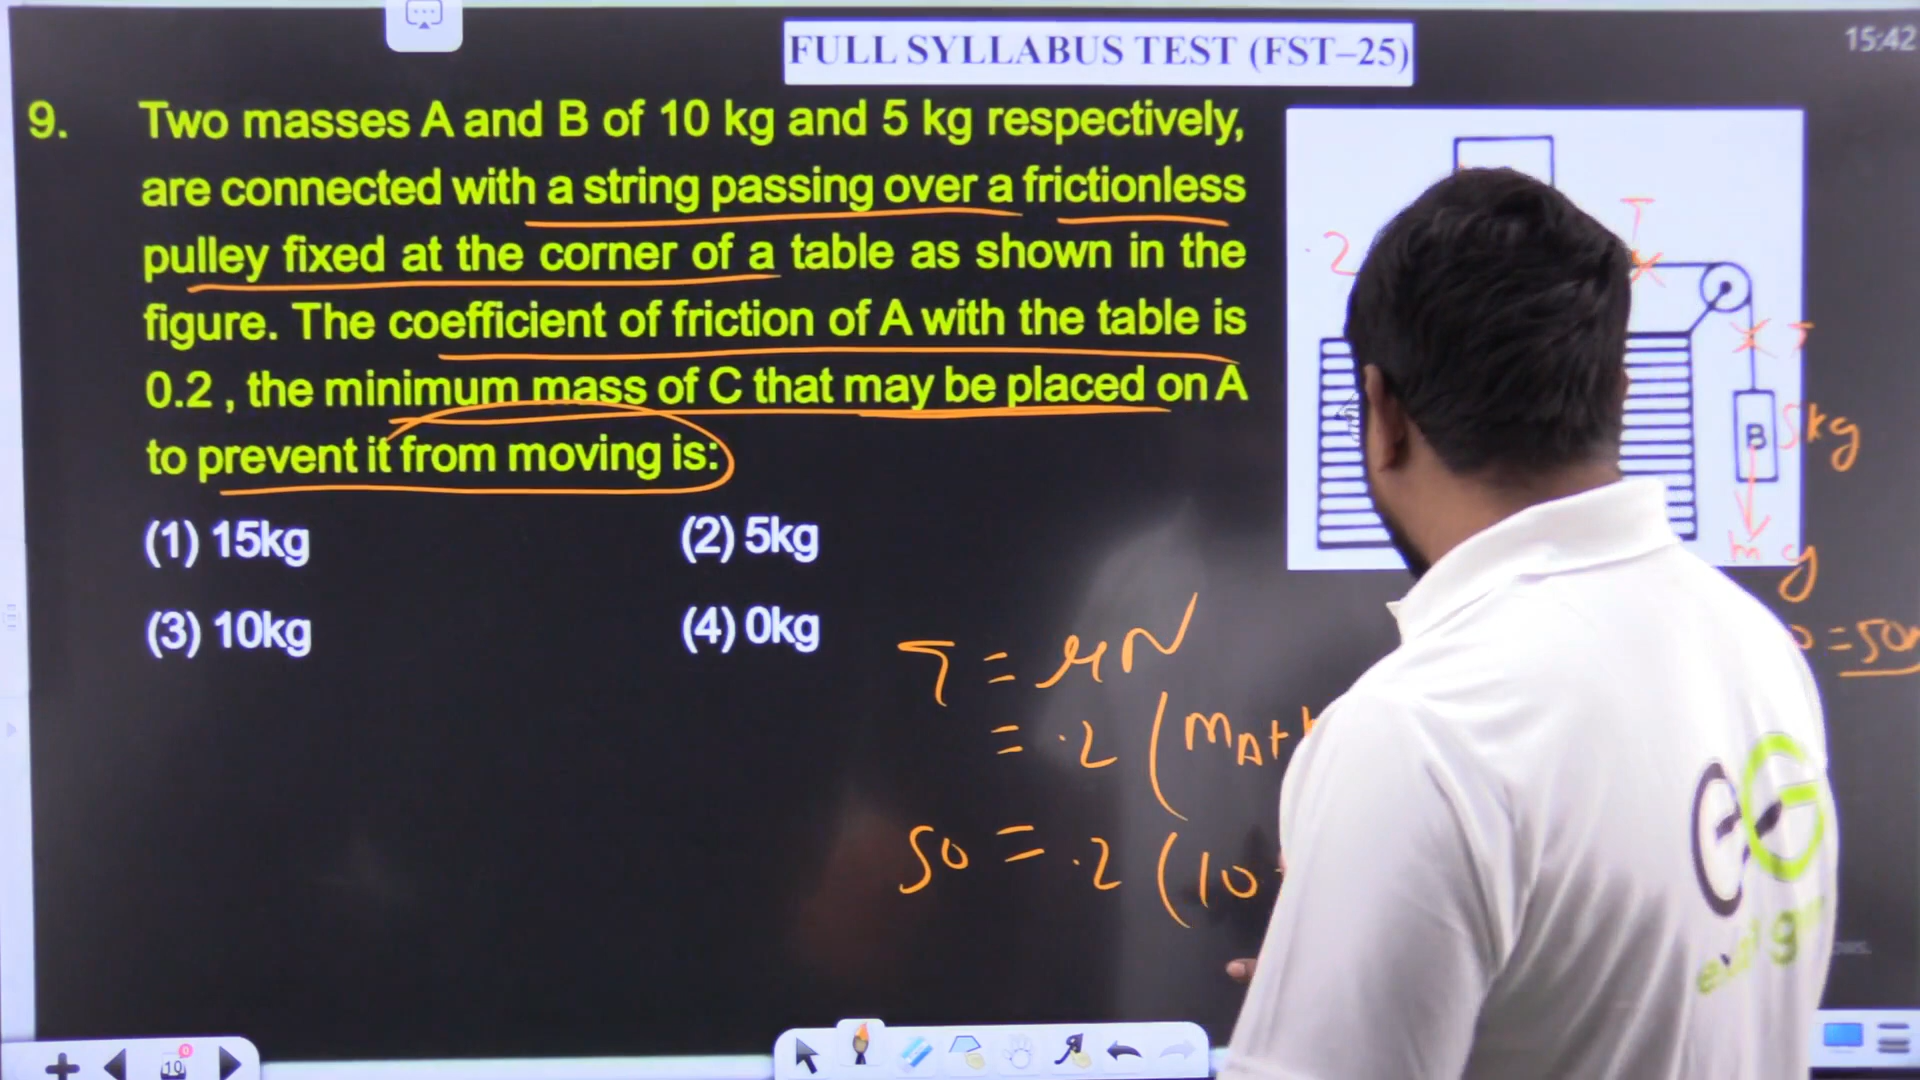 FULL SYLLABUS TEST (FST–25)
15:42
9. Two masses A and B of 10 kg and 5 kg respectively,
are connected with a string passing over a frictionless
pulley fixed at the corner of a table as shown in the
figure. The coefficient of friction of A with the table is
0.2 , the minimum mass of C that may be placed on A
to prevent it from moving is:
(1) 15kg (2) 5kg
(3) 10kg (4) 0kg
.2
T
T
B 5kg
m g
= 50
T = μN
= .2 (mA+
50 = .2 (10
10